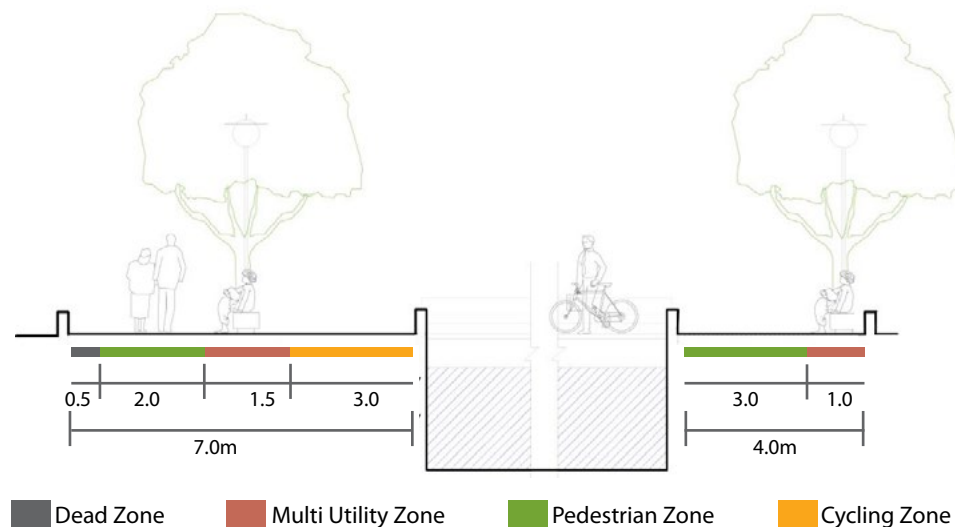 0.5 2.0 1.5 3.0
7.0m
3.0 1.0
4.0m
Dead Zone Multi Utility Zone Pedestrian Zone Cycling Zone